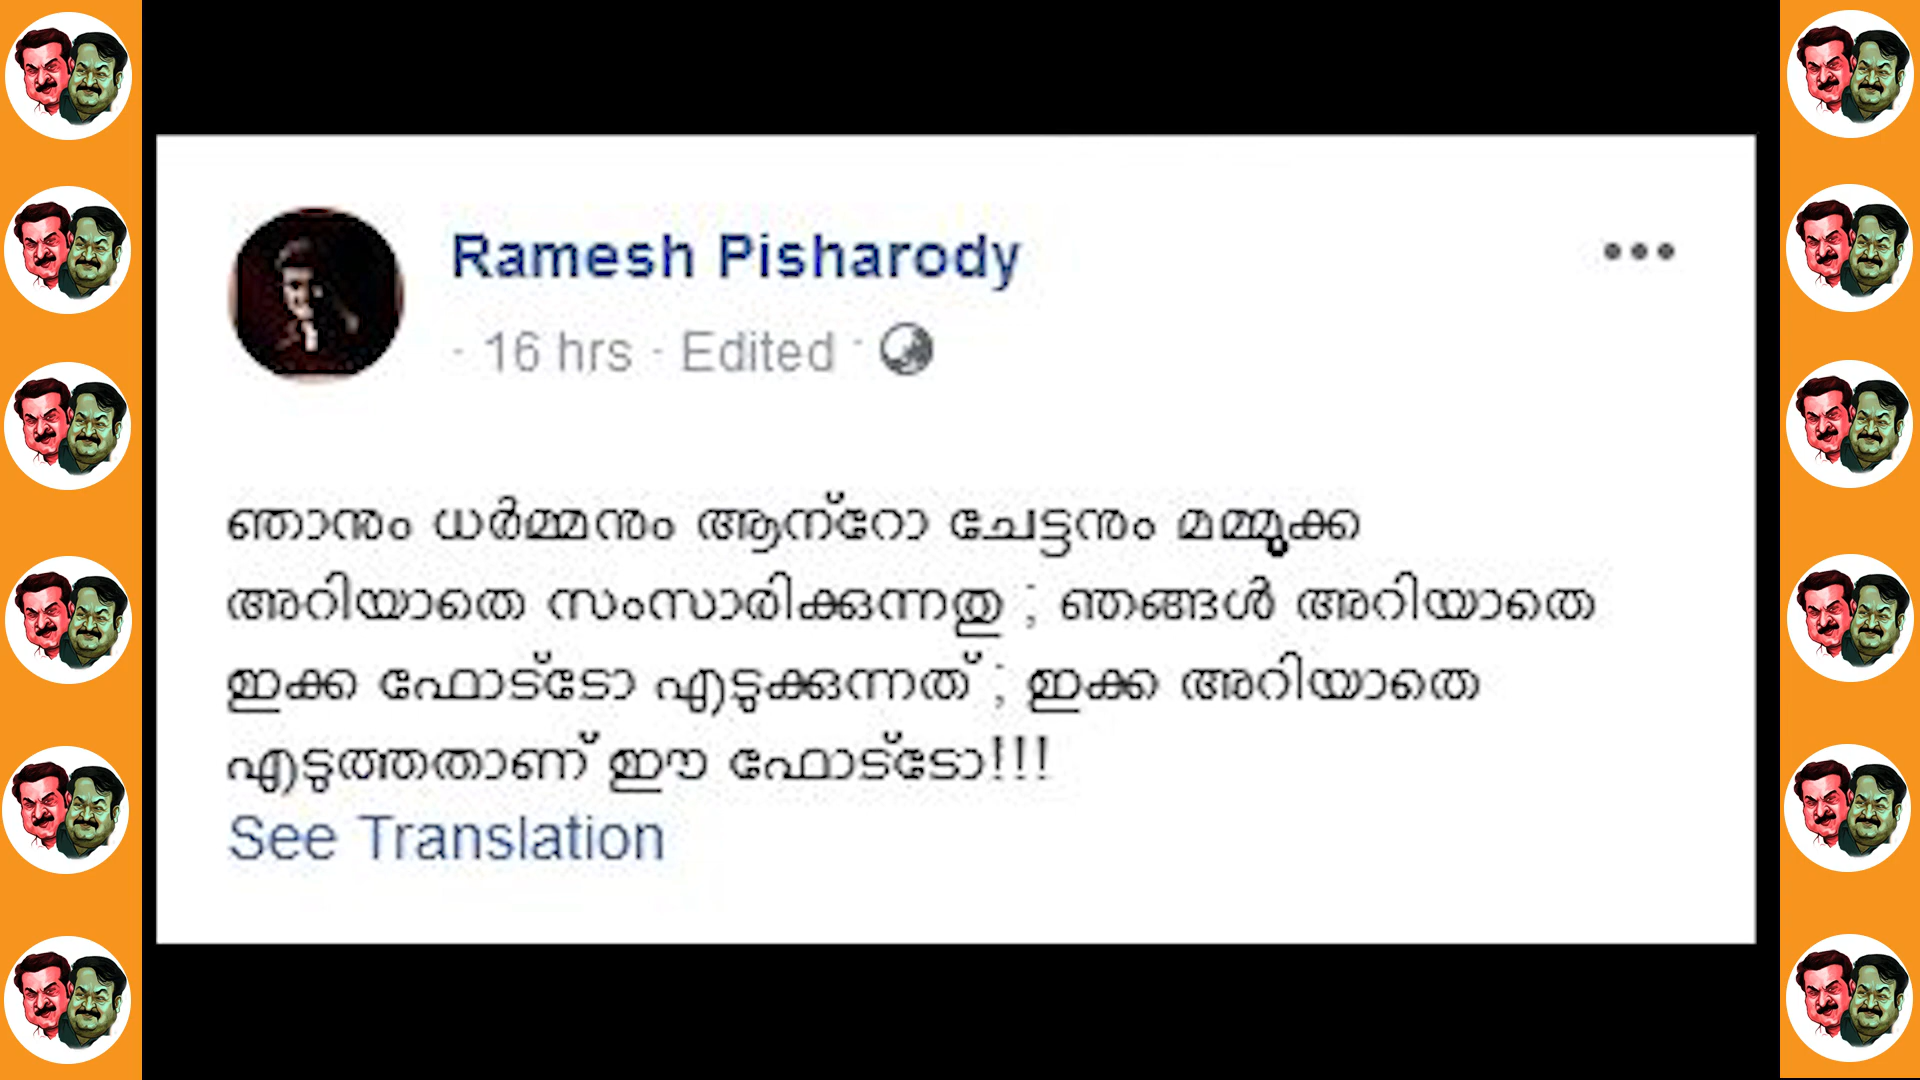 Ramesh Pisharody
· 16 hrs · Edited ·
ഞാനും ധർമ്മനും ആന്റോ ചേട്ടനും മമ്മുക്ക
അറിയാതെ സംസാരിക്കുന്നതു ; ഞങ്ങൾ അറിയാതെ
ഇക്ക ഫോട്ടോ എടുക്കുന്നത് ; ഇക്ക അറിയാതെ
എടുത്തതാണ് ഈ ഫോട്ടോ!!!
See Translation